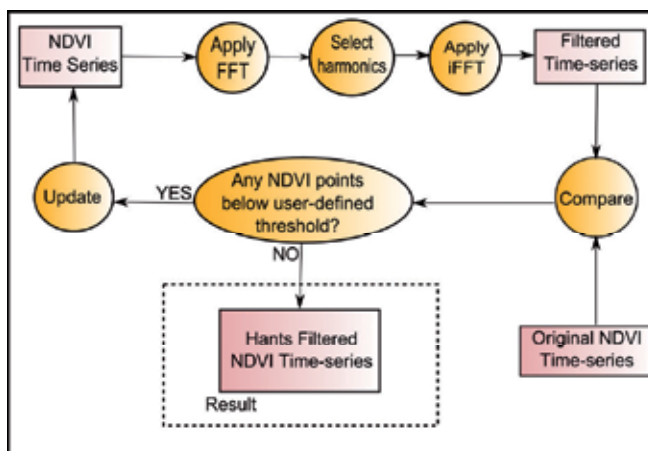 NDVI
Time Series
Apply
FFT
Select
harmonics
Apply
iFFT
Filtered
Time-series
Update
YES
Any NDVI points
below user-defined
threshold?
Compare
NO
Hants Filtered
NDVI Time-series
Result
Original NDVI
Time-series